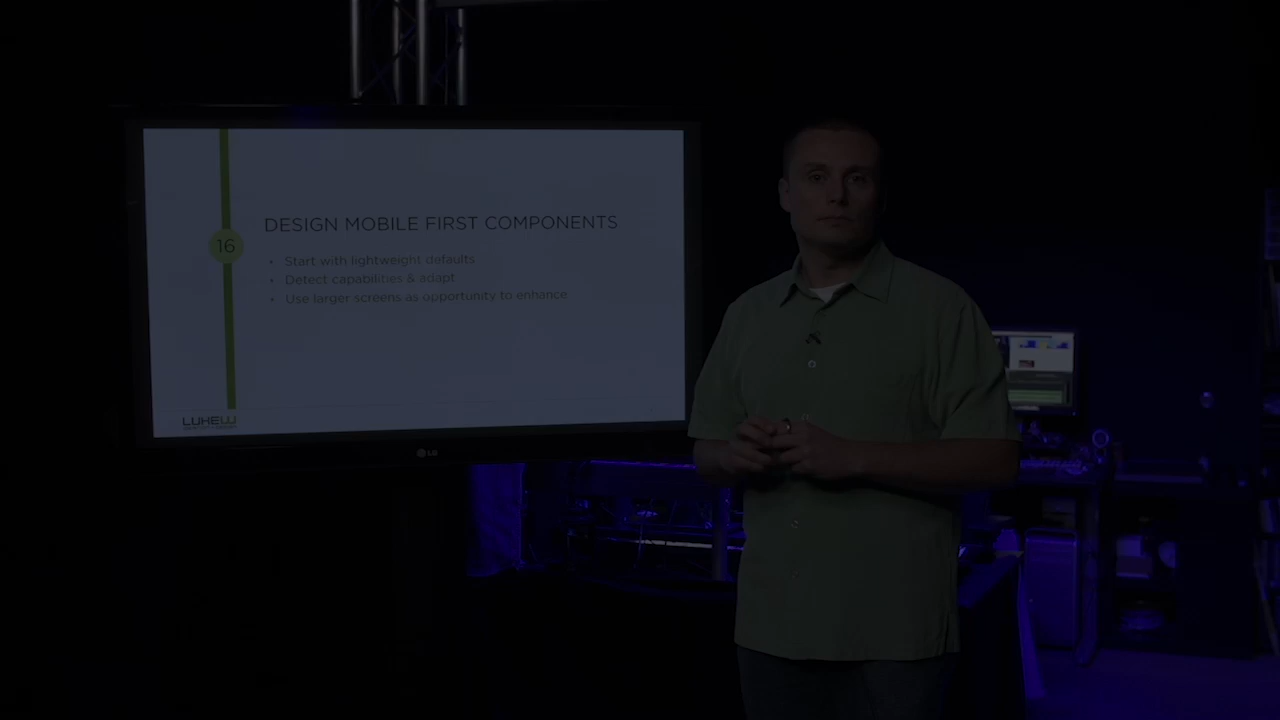 DESIGN MOBILE FIRST COMPONENTS
16
• Start with lightweight defaults
• Detect capabilities & adapt
• Use larger screens as opportunity to enhance
LUKEW
LG